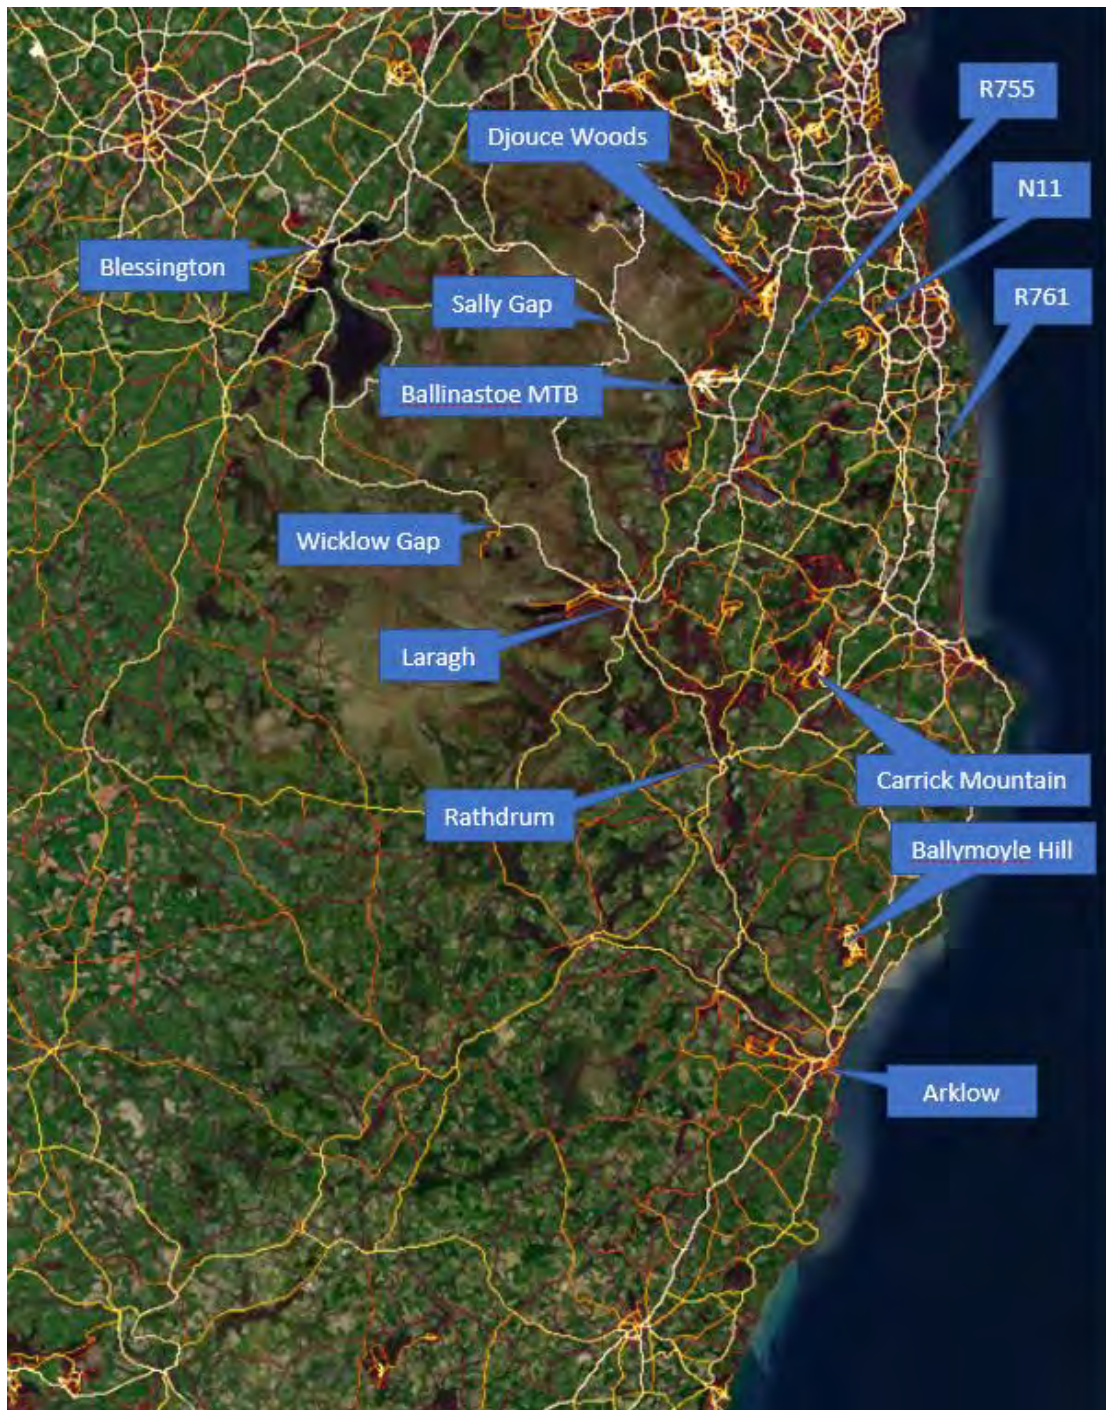 R755
Djouce Woods
N11
Blessington
Sally Gap
R761
Ballinastoe MTB
Wicklow Gap
Laragh
Carrick Mountain
Rathdrum
Ballymoyle Hill
Arklow